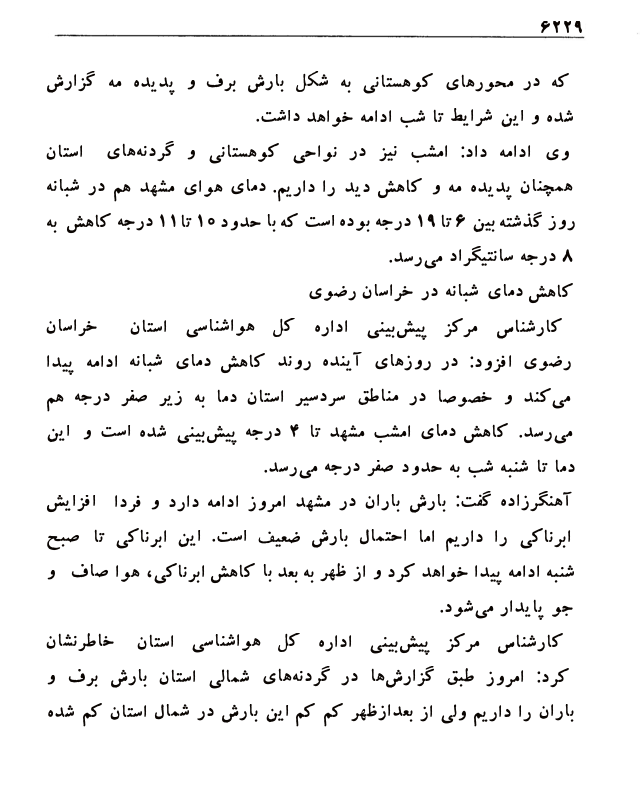 ۶۲۲۹
که در محورهای کوهستانی به شکل بارش برف و پدیده مه گزارش
شده و این شرایط تا شب ادامه خواهد داشت.
وی ادامه داد: امشب نیز در نواحی کوهستانی و گردنه‌های استان
همچنان پدیده مه و کاهش دید را داریم. دمای هوای مشهد هم در شبانه
روز گذشته بین ۶ تا ۱۹ درجه بوده است که با حدود ۱۰ تا ۱۱ درجه کاهش به
۸ درجه سانتیگراد می‌رسد.
کاهش دمای شبانه در خراسان رضوی
کارشناس مرکز پیش‌بینی اداره کل هواشناسی استان خراسان
رضوی افزود: در روزهای آینده روند کاهش دمای شبانه ادامه پیدا
می‌کند و خصوصا در مناطق سردسیر استان دما به زیر صفر درجه هم
می‌رسد. کاهش دمای امشب مشهد تا ۴ درجه پیش‌بینی شده است و این
دما تا شنبه شب به حدود صفر درجه می‌رسد.
آهنگرزاده گفت: بارش باران در مشهد امروز ادامه دارد و فردا افزایش
ابرناکی را داریم اما احتمال بارش ضعیف است. این ابرناکی تا صبح
شنبه ادامه پیدا خواهد کرد و از ظهر به بعد با کاهش ابرناکی، هوا صاف و
جو پایدار می‌شود.
کارشناس مرکز پیش‌بینی اداره کل هواشناسی استان خاطرنشان
کرد: امروز طبق گزارش‌ها در گردنه‌های شمالی استان بارش برف و
باران را داریم ولی از بعدازظهر کم کم این بارش در شمال استان کم شده